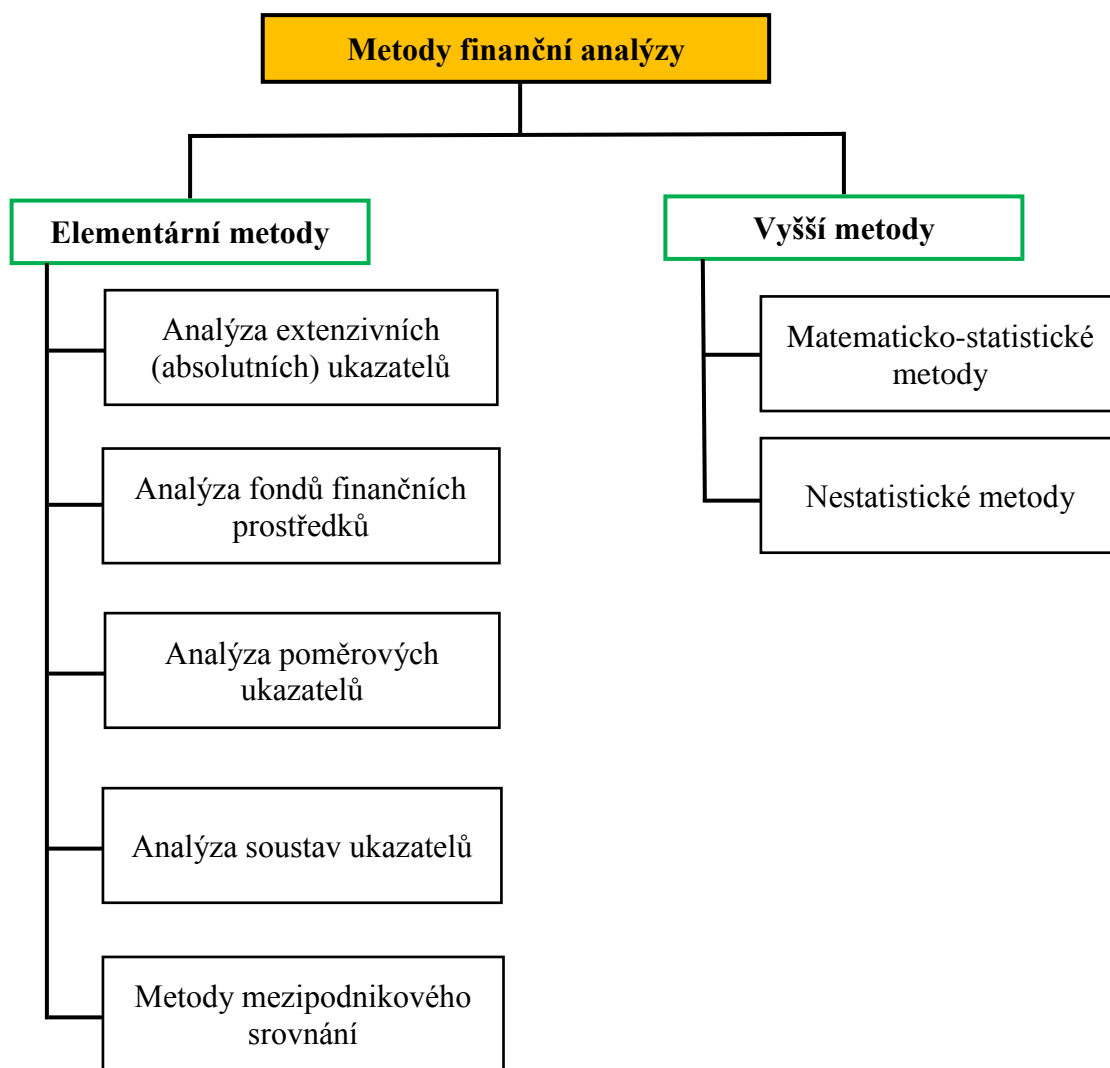 Metody finanční analýzy
Elementární metody
Analýza extenzivních
(absolutních) ukazatelů
Analýza fondů finančních
prostředků
Analýza poměrových
ukazatelů
Analýza soustav ukazatelů
Metody mezipodnikového
srovnání
Vyšší metody
Matematicko-statistické
metody
Nestatistické metody